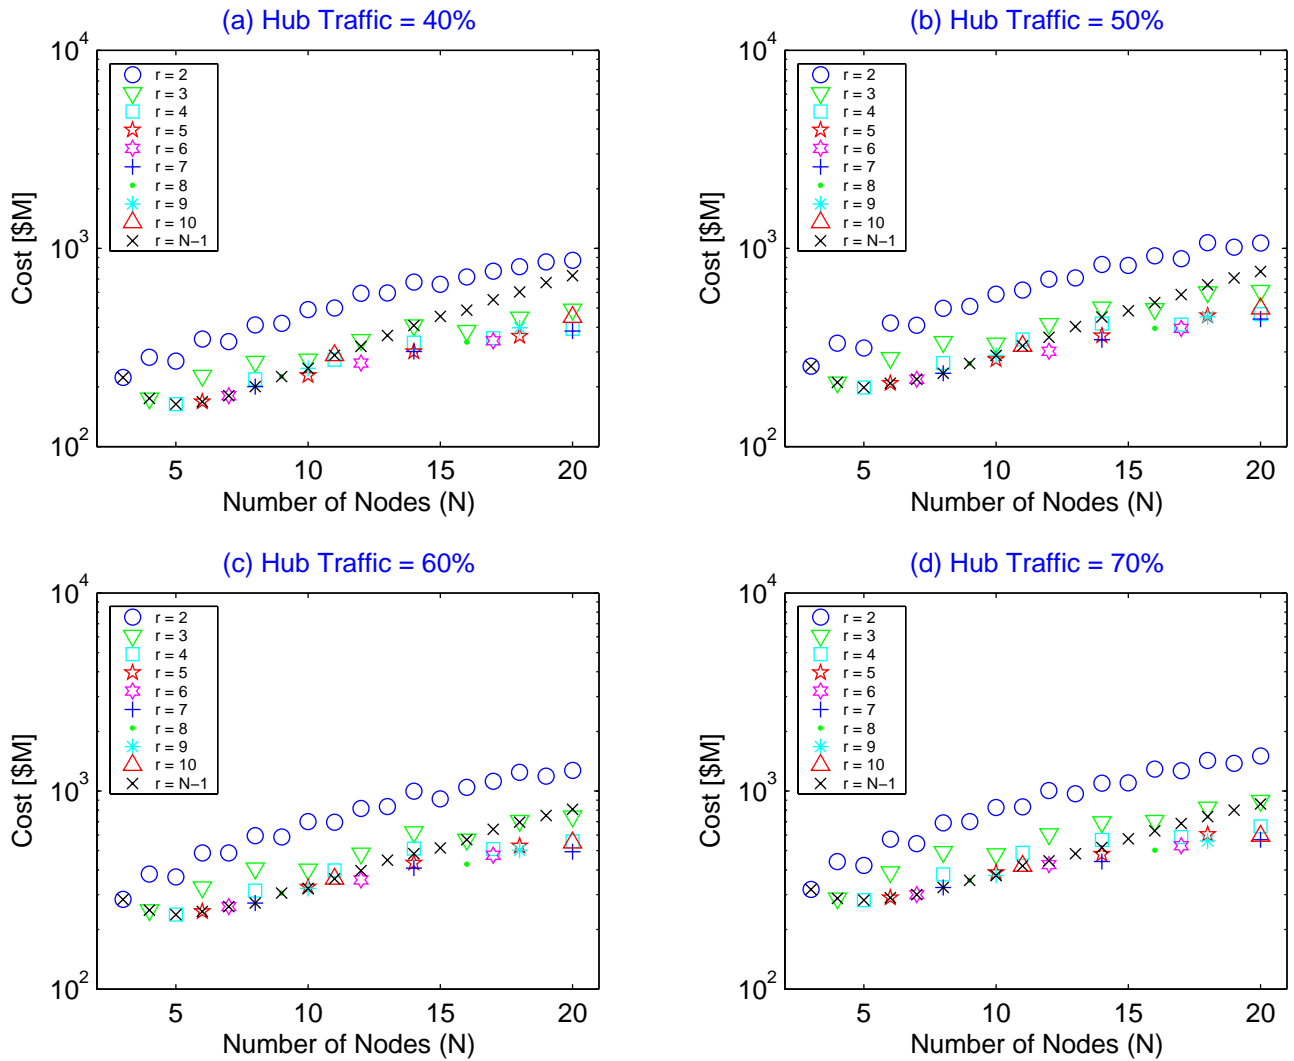 (a) Hub Traffic = 40%
10^4
10^3
10^2
Cost [$M]
r = 2
r = 3
r = 4
r = 5
r = 6
r = 7
r = 8
r = 9
r = 10
r = N−1
5 10 15 20
Number of Nodes (N)
(b) Hub Traffic = 50%
10^4
10^3
10^2
Cost [$M]
r = 2
r = 3
r = 4
r = 5
r = 6
r = 7
r = 8
r = 9
r = 10
r = N−1
5 10 15 20
Number of Nodes (N)
(c) Hub Traffic = 60%
10^4
10^3
10^2
Cost [$M]
r = 2
r = 3
r = 4
r = 5
r = 6
r = 7
r = 8
r = 9
r = 10
r = N−1
5 10 15 20
Number of Nodes (N)
(d) Hub Traffic = 70%
10^4
10^3
10^2
Cost [$M]
r = 2
r = 3
r = 4
r = 5
r = 6
r = 7
r = 8
r = 9
r = 10
r = N−1
5 10 15 20
Number of Nodes (N)